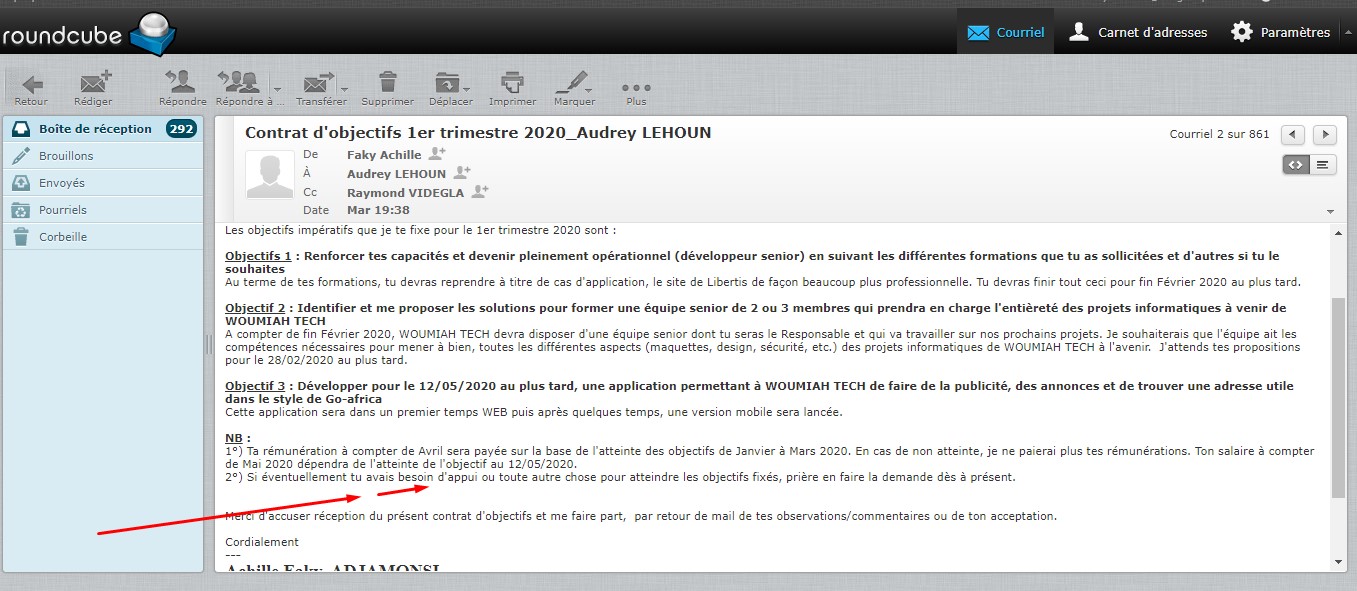 roundcube
Courriel
Carnet d'adresses
Paramètres
Retour
Rédiger
Répondre
Répondre à ...
Transférer
Supprimer
Déplacer
Imprimer
Marquer
Plus
Boîte de réception 292
Brouillons
Envoyés
Pourriels
Corbeille
Contrat d'objectifs 1er trimestre 2020_Audrey LEHOUN
Courriel 2 sur 861
De Faky Achille
À Audrey LEHOUN
Cc Raymond VIDEGLA
Date Mar 19:38
Les objectifs impératifs que je te fixe pour le 1er trimestre 2020 sont :
Objectifs 1 : Renforcer tes capacités et devenir pleinement opérationnel (développeur senior) en suivant les différentes formations que tu as sollicitées et d'autres si tu le
souhaites
Au terme de tes formations, tu devras reprendre à titre de cas d'application, le site de Libertis de façon beaucoup plus professionnelle. Tu devras finir tout ceci pour fin Février 2020 au plus tard.
Objectif 2 : Identifier et me proposer les solutions pour former une équipe senior de 2 ou 3 membres qui prendra en charge l'entièreté des projets informatiques à venir de
WOUMIAH TECH
A compter de fin Février 2020, WOUMIAH TECH devra disposer d'une équipe senior dont tu seras le Responsable et qui va travailler sur nos prochains projets. Je souhaiterais que l'équipe ait les
compétences nécessaires pour mener à bien, toutes les différentes aspects (maquettes, design, sécurité, etc.) des projets informatiques de WOUMIAH TECH à l'avenir. J'attends tes propositions
pour le 28/02/2020 au plus tard.
Objectif 3 : Développer pour le 12/05/2020 au plus tard, une application permettant à WOUMIAH TECH de faire de la publicité, des annonces et de trouver une adresse utile
dans le style de Go-africa
Cette application sera dans un premier temps WEB puis après quelques temps, une version mobile sera lancée.
NB :
1°) Ta rémunération à compter de Avril sera payée sur la base de l'atteinte des objectifs de Janvier à Mars 2020. En cas de non atteinte, je ne paierai plus tes rémunérations. Ton salaire à compter
de Mai 2020 dépendra de l'atteinte de l'objectif au 12/05/2020.
2°) Si éventuellement tu avais besoin d'appui ou toute autre chose pour atteindre les objectifs fixés, prière en faire la demande dès à présent.
Merci d'accuser réception du présent contrat d'objectifs et me faire part, par retour de mail de tes observations/commentaires ou de ton acceptation.
Cordialement
---
Achille Faky ADJAMONSI